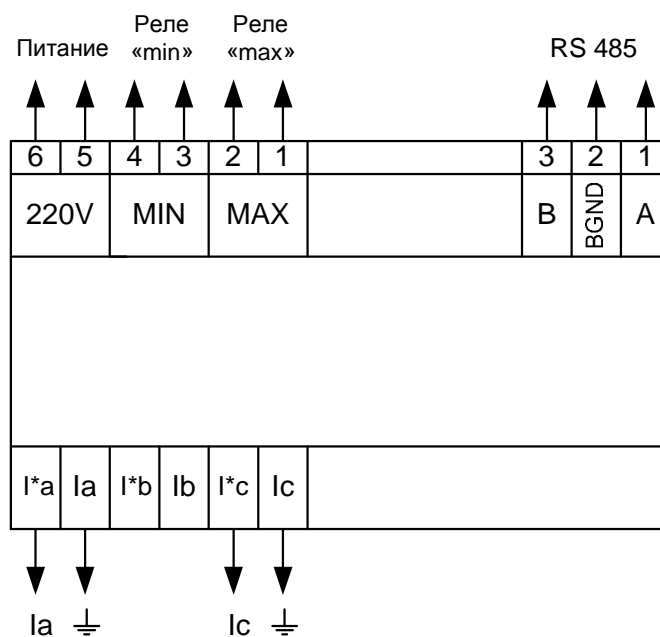 Питание
Реле
«min»
Реле
«max»
RS 485
6 5 4 3 2 1 3 2 1
220V MIN MAX B BGND A
I*a Ia I*b Ib I*c Ic
Ia Ic